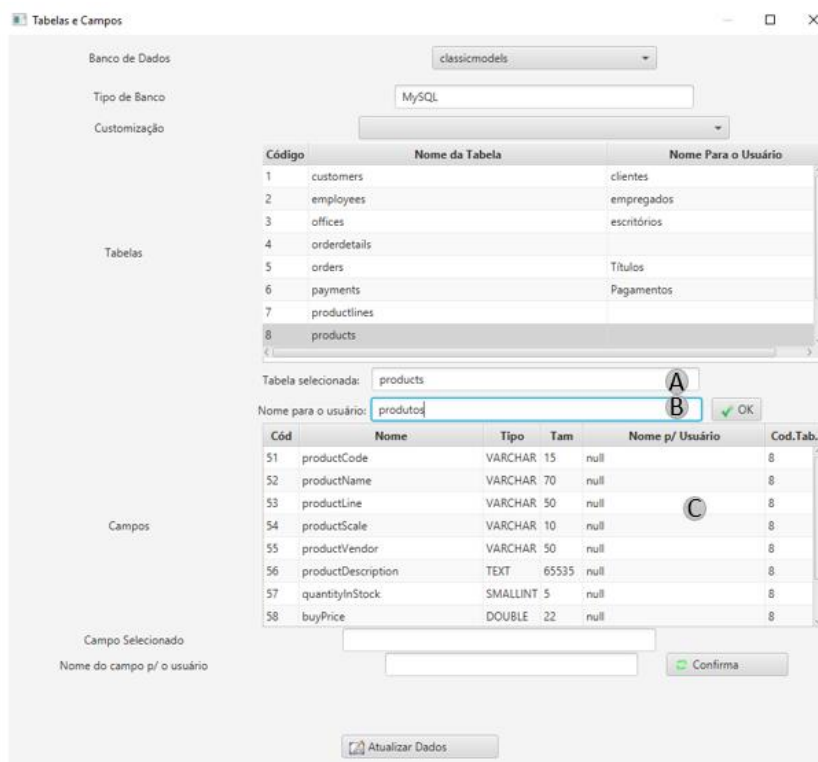 Tabelas e Campos
Banco de Dados classicmodels
Tipo de Banco MySQL
Customização
Código Nome da Tabela Nome Para o Usuário
1 customers clientes
2 employees empregados
3 offices escritórios
4 orderdetails
Tabelas
5 orders Títulos
6 payments Pagamentos
7 productlines
8 products
Tabela selecionada: products A
Nome para o usuário: produtos B OK
Cód Nome Tipo Tam Nome p/ Usuário Cod.Tab.
51 productCode VARCHAR 15 null 8
52 productName VARCHAR 70 null 8
53 productLine VARCHAR 50 null 8
C
Campos
54 productScale VARCHAR 10 null 8
55 productVendor VARCHAR 50 null 8
56 productDescription TEXT 65535 null 8
57 quantityInStock SMALLINT 5 null 8
58 buyPrice DOUBLE 22 null 8
Campo Selecionado
Nome do campo p/ o usuário Confirma
Atualizar Dados